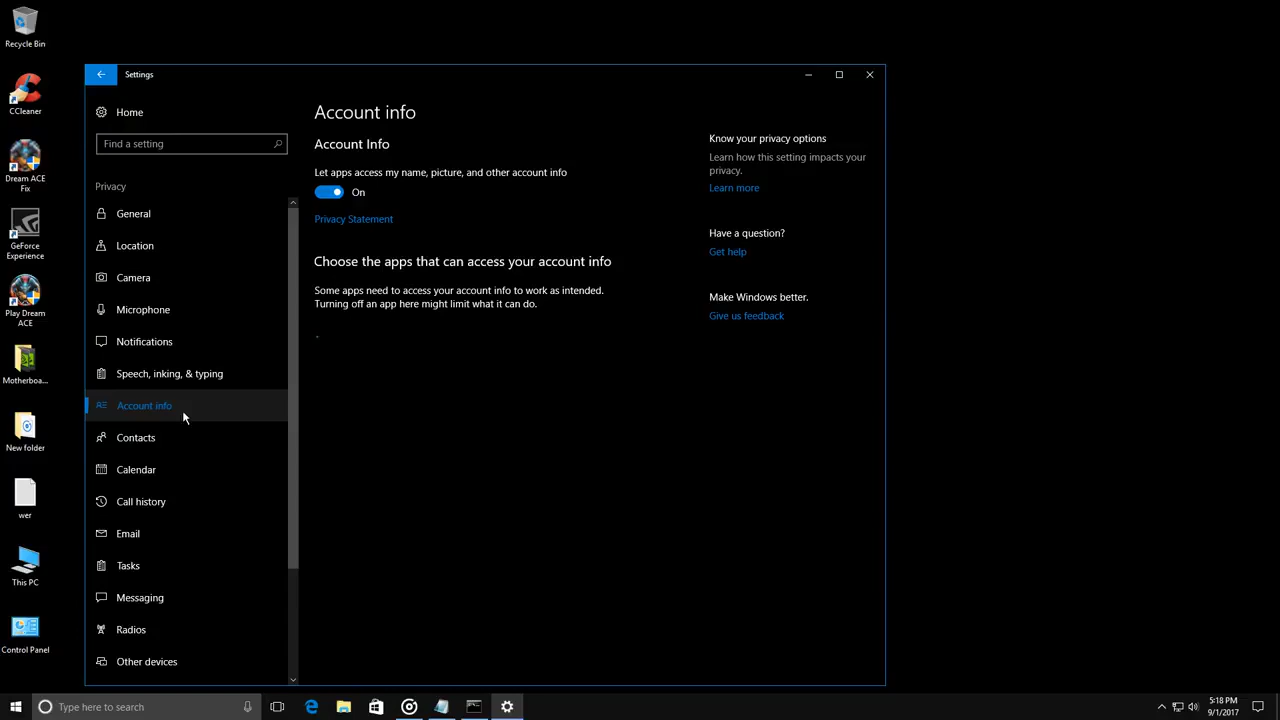 Recycle Bin
CCleaner
Dream ACE
Fix
GeForce
Experience
Play Dream
ACE
Motherboa...
New folder
wer
This PC
Control Panel
Settings
Home
Find a setting
Privacy
General
Location
Camera
Microphone
Notifications
Speech, inking, & typing
Account info
Contacts
Calendar
Call history
Email
Tasks
Messaging
Radios
Other devices
Account info
Account Info
Let apps access my name, picture, and other account info
On
Privacy Statement
Choose the apps that can access your account info
Some apps need to access your account info to work as intended.
Turning off an app here might limit what it can do.
Know your privacy options
Learn how this setting impacts your
privacy.
Learn more
Have a question?
Get help
Make Windows better.
Give us feedback
Type here to search
5:18 PM
9/1/2017